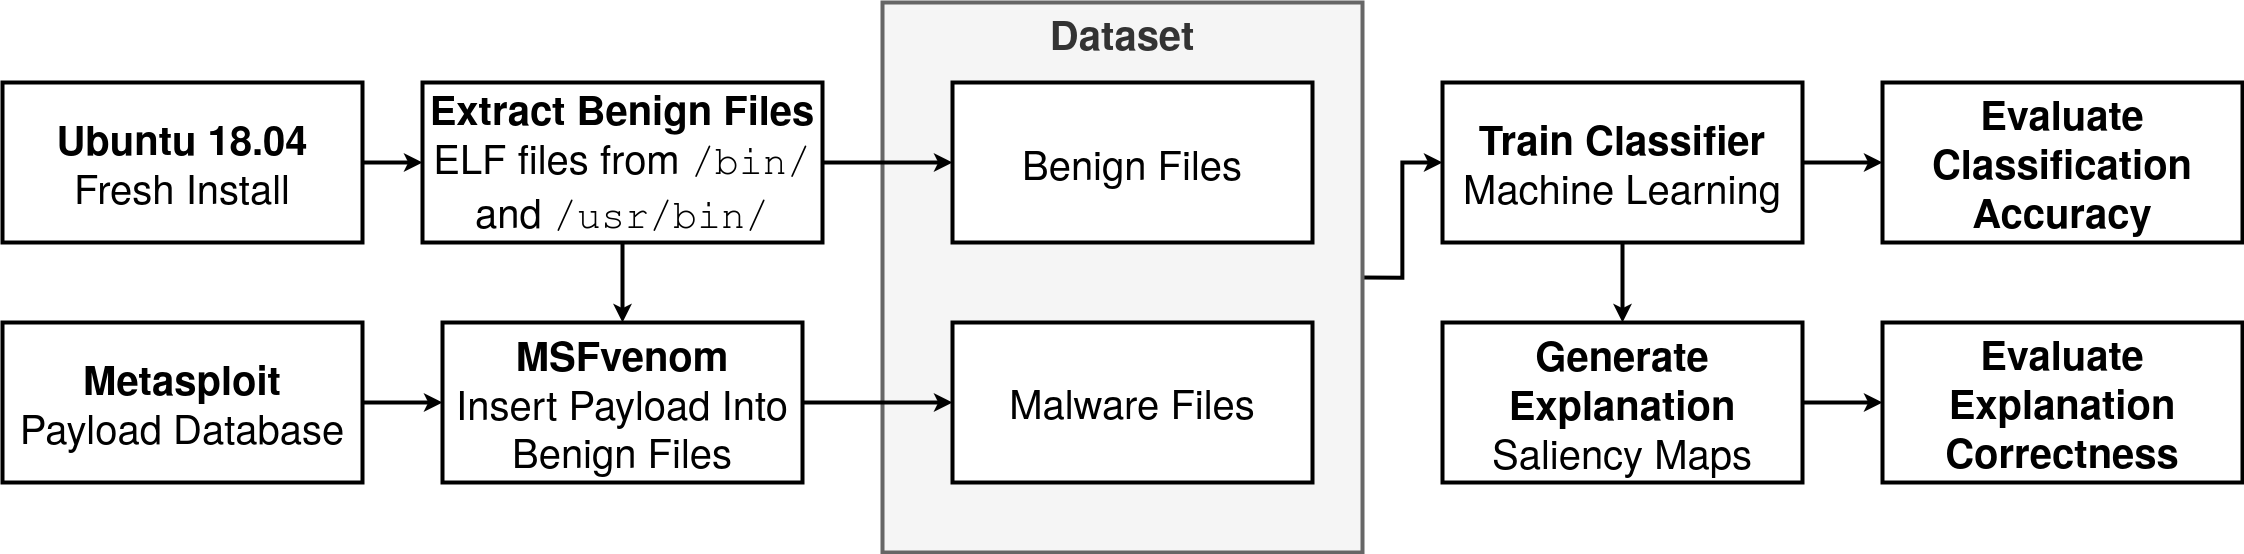 Dataset
Ubuntu 18.04
Fresh Install
Extract Benign Files
ELF files from /bin/
and /usr/bin/
Benign Files
Train Classifier
Machine Learning
Evaluate
Classification
Accuracy
Metasploit
Payload Database
MSFvenom
Insert Payload Into
Benign Files
Malware Files
Generate
Explanation
Saliency Maps
Evaluate
Explanation
Correctness